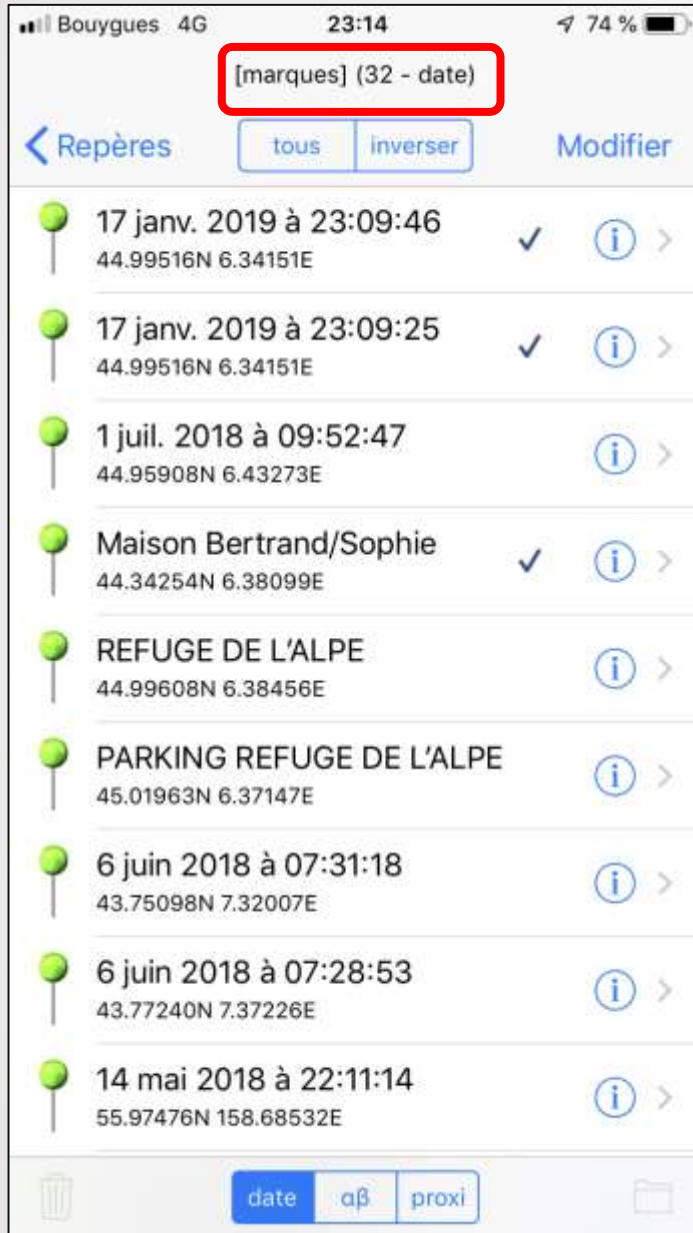 Bouygues 4G 23:14 74 %
[marques] (32 - date)
Repères tous inverser Modifier
17 janv. 2019 à 23:09:46
44.99516N 6.34151E
17 janv. 2019 à 23:09:25
44.99516N 6.34151E
1 juil. 2018 à 09:52:47
44.95908N 6.43273E
Maison Bertrand/Sophie
44.34254N 6.38099E
REFUGE DE L'ALPE
44.99608N 6.38456E
PARKING REFUGE DE L'ALPE
45.01963N 6.37147E
6 juin 2018 à 07:31:18
43.75098N 7.32007E
6 juin 2018 à 07:28:53
43.77240N 7.37226E
14 mai 2018 à 22:11:14
55.97476N 158.68532E
date αβ proxi